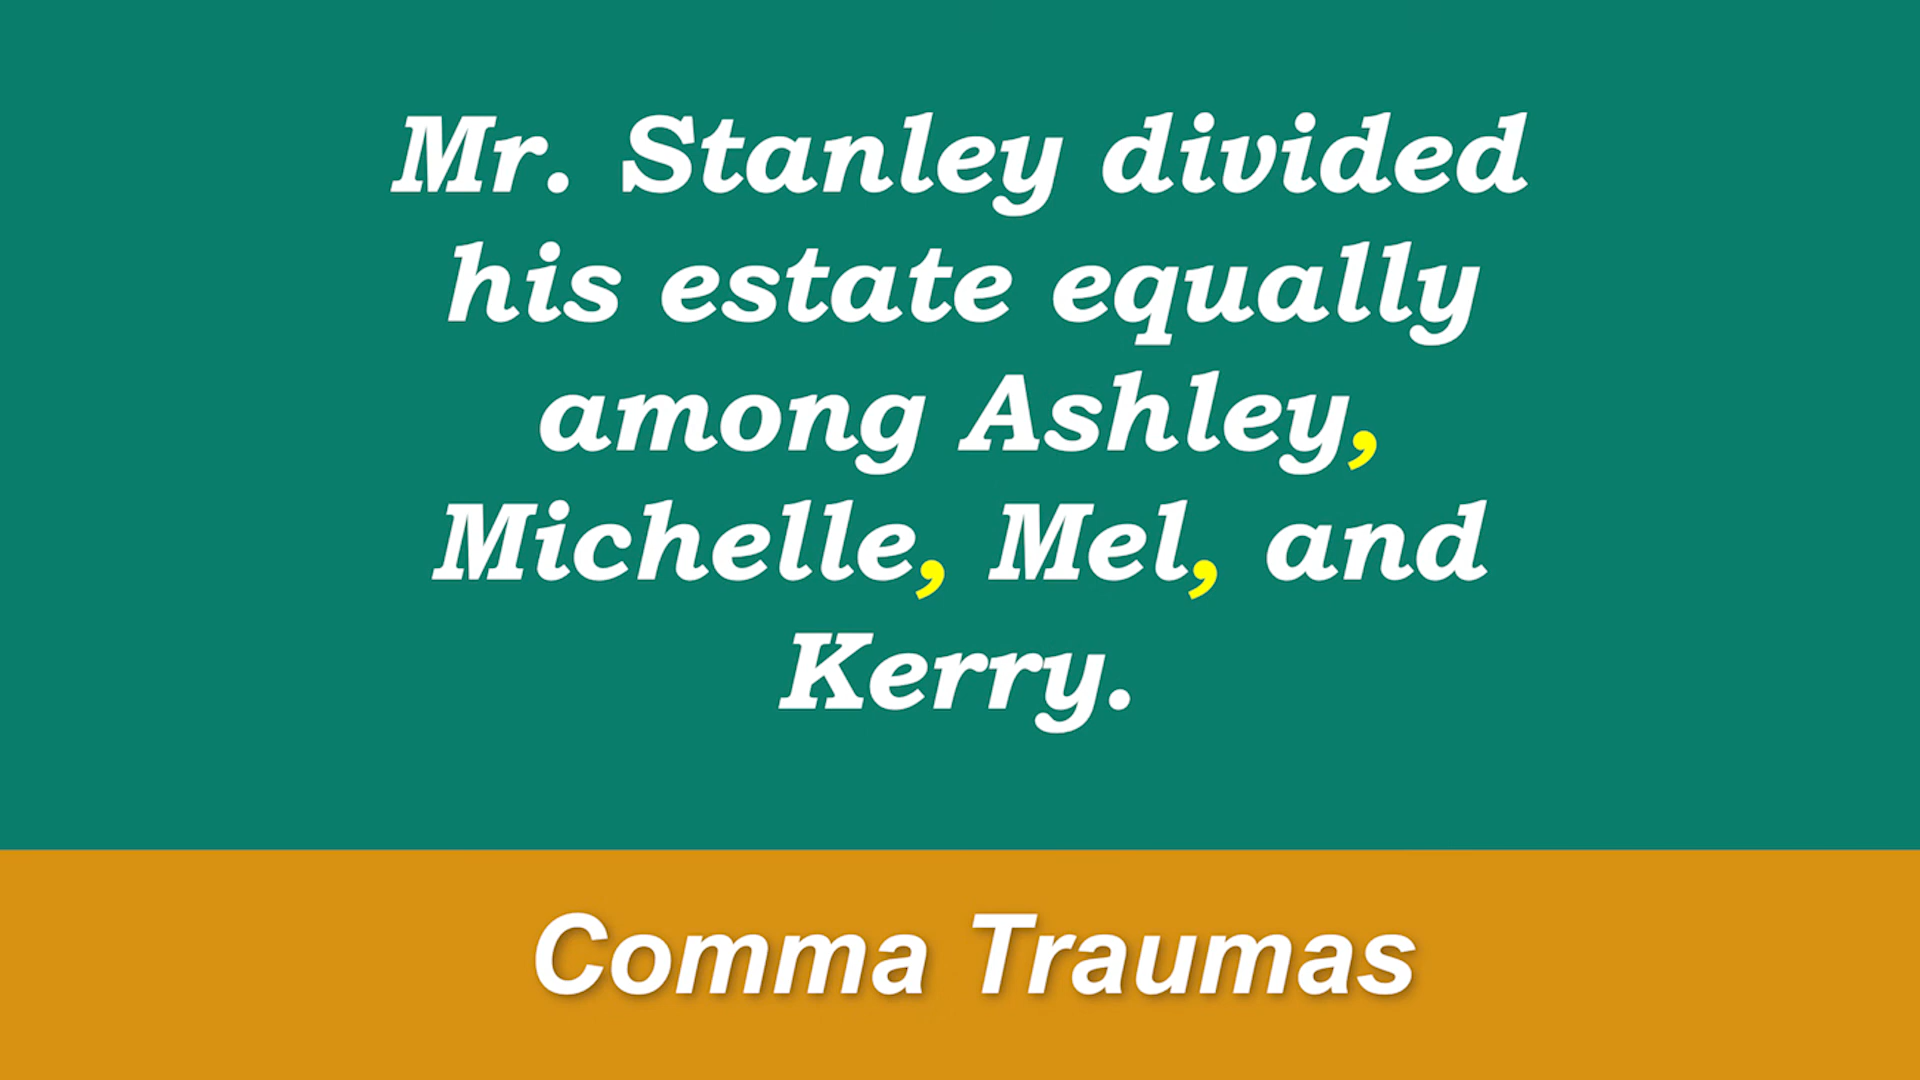 Mr. Stanley divided
his estate equally
among Ashley,
Michelle, Mel, and
Kerry.
Comma Traumas